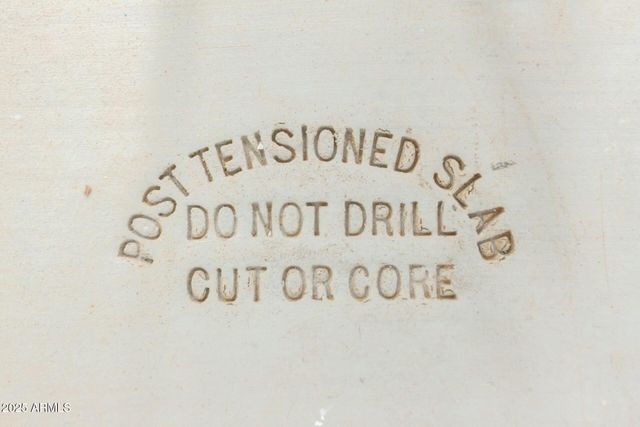 POST TENSIONED SLAB
DO NOT DRILL
CUT OR CORE
2025 ARMLS